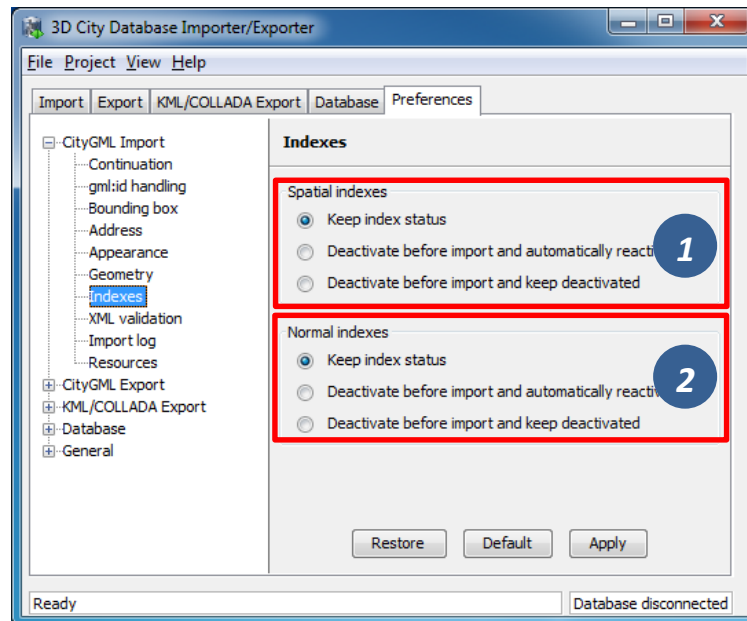 3D City Database Importer/Exporter
File Project View Help
Import Export KML/COLLADA Export Database Preferences
CityGML Import
Continuation
gml:id handling
Bounding box
Address
Appearance
Geometry
Indexes
XML validation
Import log
Resources
CityGML Export
KML/COLLADA Export
Database
General
Indexes
Spatial indexes
Keep index status
Deactivate before import and automatically
Deactivate before import and keep deactivated
1
Normal indexes
Keep index status
Deactivate before import and automatically
Deactivate before import and keep deactivated
2
Restore Default Apply
Ready Database disconnected